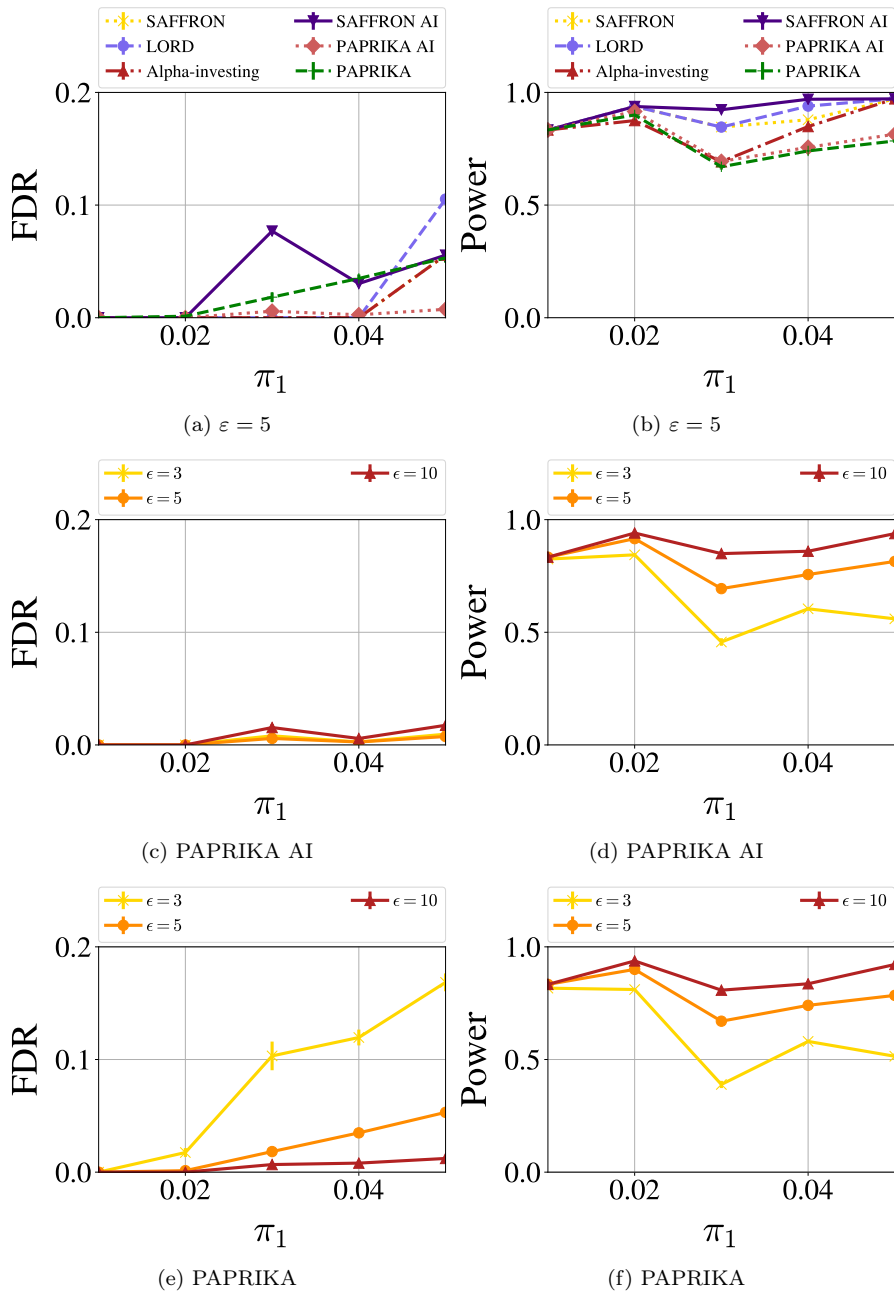 SAFFRON SAFFRON AI
LORD PAPRIKA AI
Alpha-investing PAPRIKA
0.2
0.1
0.0
FDR
0.02 0.04
π₁
(a) ε = 5
SAFFRON SAFFRON AI
LORD PAPRIKA AI
Alpha-investing PAPRIKA
1.0
0.5
0.0
Power
0.02 0.04
π₁
(b) ε = 5
ϵ = 3 ϵ = 10
ϵ = 5
0.2
0.1
0.0
FDR
0.02 0.04
π₁
(c) PAPRIKA AI
ϵ = 3 ϵ = 10
ϵ = 5
1.0
0.5
0.0
Power
0.02 0.04
π₁
(d) PAPRIKA AI
ϵ = 3 ϵ = 10
ϵ = 5
0.2
0.1
0.0
FDR
0.02 0.04
π₁
(e) PAPRIKA
ϵ = 3 ϵ = 10
ϵ = 5
1.0
0.5
0.0
Power
0.02 0.04
π₁
(f) PAPRIKA